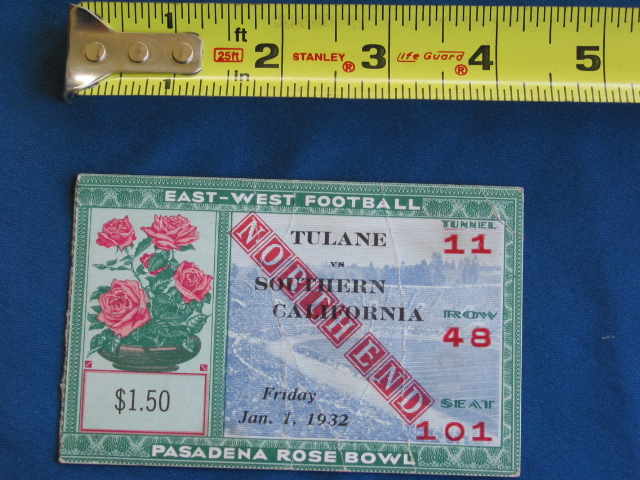 1 ft 2 3 4 5
25ft STANLEY® Life Guard®
1 in
EAST-WEST FOOTBALL
TULANE
vs
SOUTHERN
CALIFORNIA
NORTH END
TUNNEL
11
ROW
48
SEAT
101
$1.50
Friday
Jan. 1, 1932
PASADENA ROSE BOWL